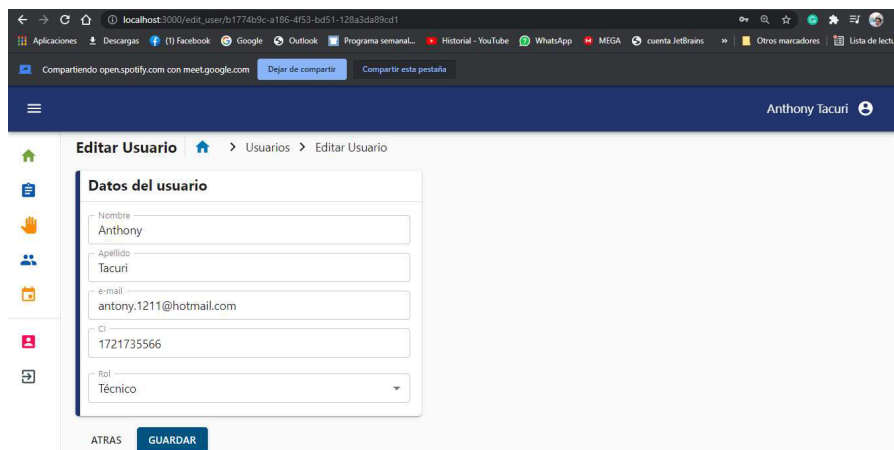 localhost:3000/edit_user/b1774b9c-a186-4f53-bd51-128a3da89cd1
Aplicaciones Descargas (1) Facebook Google Outlook Programa semanal... Historial - YouTube WhatsApp MEGA cuenta JetBrains » Otros marcadores Lista de lectu
Compartiendo open.spotify.com con meet.google.com Dejar de compartir Compartir esta pestaña
Anthony Tacuri
Editar Usuario > Usuarios > Editar Usuario
Datos del usuario
Nombre
Anthony
Apellido
Tacuri
e-mail
antony.1211@hotmail.com
CI
1721735566
Rol
Técnico
ATRAS GUARDAR